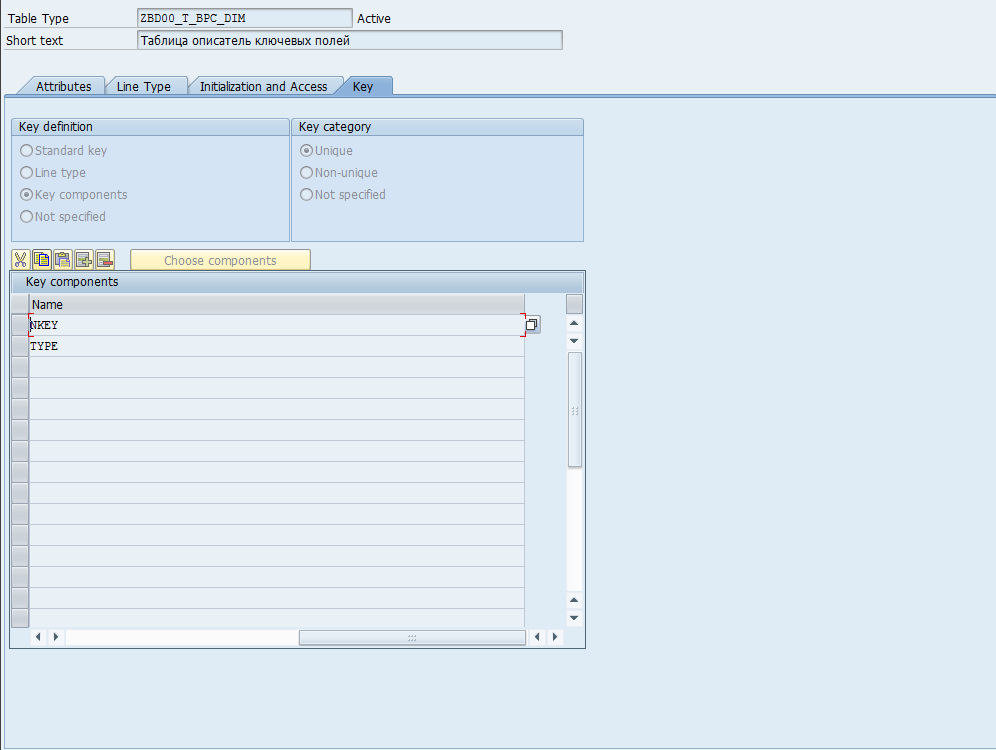 Table Type ZBD00_T_BPC_DIM Active
Short text Таблица описатель ключевых полей
Attributes Line Type Initialization and Access Key
Key definition Key category
Standard key Unique
Line type Non-unique
Key components Not specified
Not specified
Choose components
Key components
Name
NKEY
TYPE